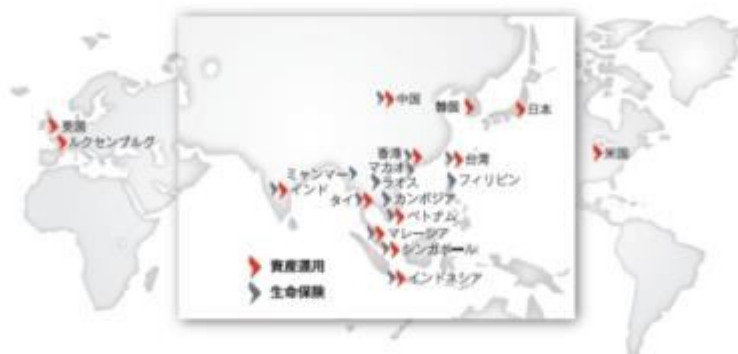 中国
韓国
日本
英国
ルクセンブルグ
米国
香港
台湾
マカオ
ミャンマー
ラオス
フィリピン
インド
タイ
カンボジア
ベトナム
マレーシア
シンガポール
資産運用
インドネシア
生命保険